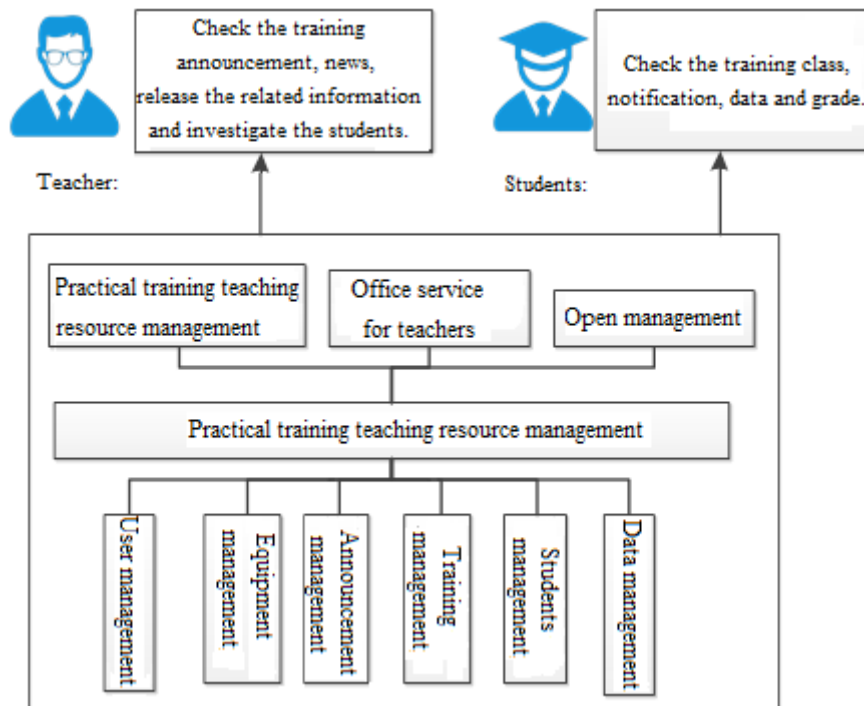 Check the training
announcement, news,
release the related information
and investigate the students.
Check the training class,
notification, data and grade.
Teacher:
Students:
Practical training teaching
resource management
Office service
for teachers
Open management
Practical training teaching resource management
User management
Equipment
management
Announcement
management
Training
management
Students
management
Data management